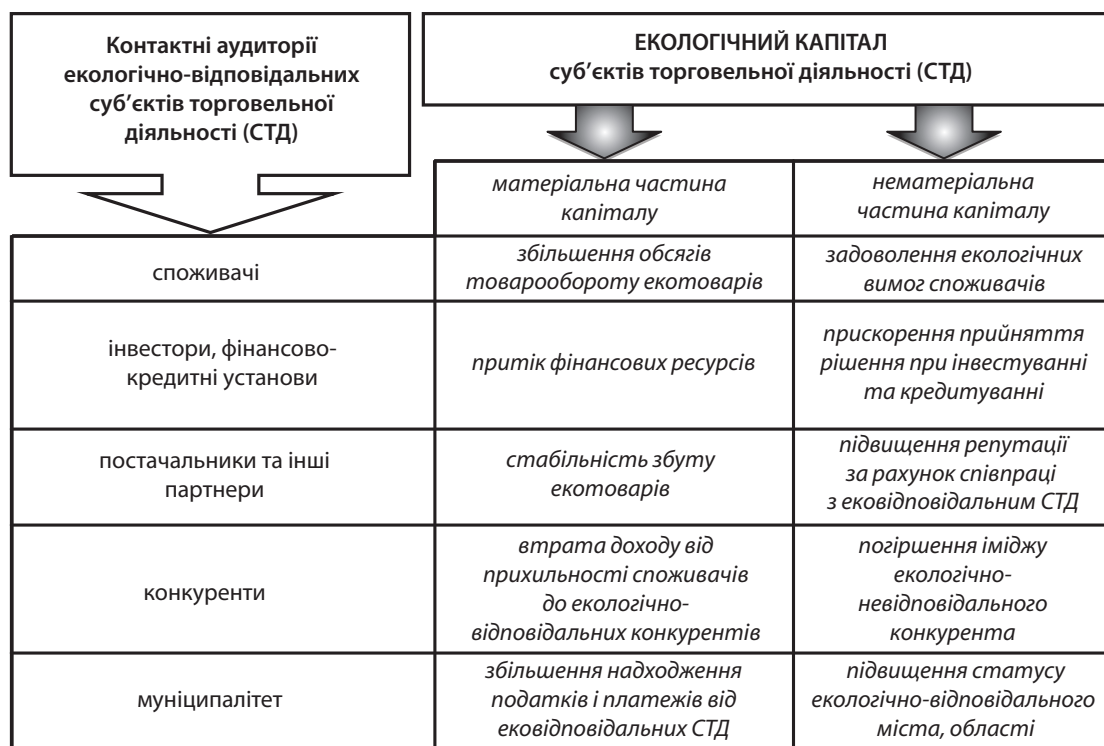 Контактні аудиторії
екологічно-відповідальних
суб’єктів торговельної
діяльності (СТД)
ЕКОЛОГІЧНИЙ КАПІТАЛ
суб’єктів торговельної діяльності (СТД)
матеріальна частина
капіталу
нематеріальна
частина капіталу
споживачі
збільшення обсягів
товарообороту екотоварів
задоволення екологічних
вимог споживачів
інвестори, фінансово-
кредитні установи
притік фінансових ресурсів
прискорення прийняття
рішення при інвестуванні
та кредитуванні
постачальники та інші
партнери
стабільність збуту
екотоварів
підвищення репутації
за рахунок співпраці
з ековідповідальним СТД
конкуренти
втрата доходу від
прихильності споживачів
до екологічно-
відповідальних конкурентів
погіршення іміджу
екологічно-
невідповідального
конкурента
муніципалітет
збільшення надходження
податків і платежів від
ековідповідальних СТД
підвищення статусу
екологічно-відповідального
міста, області